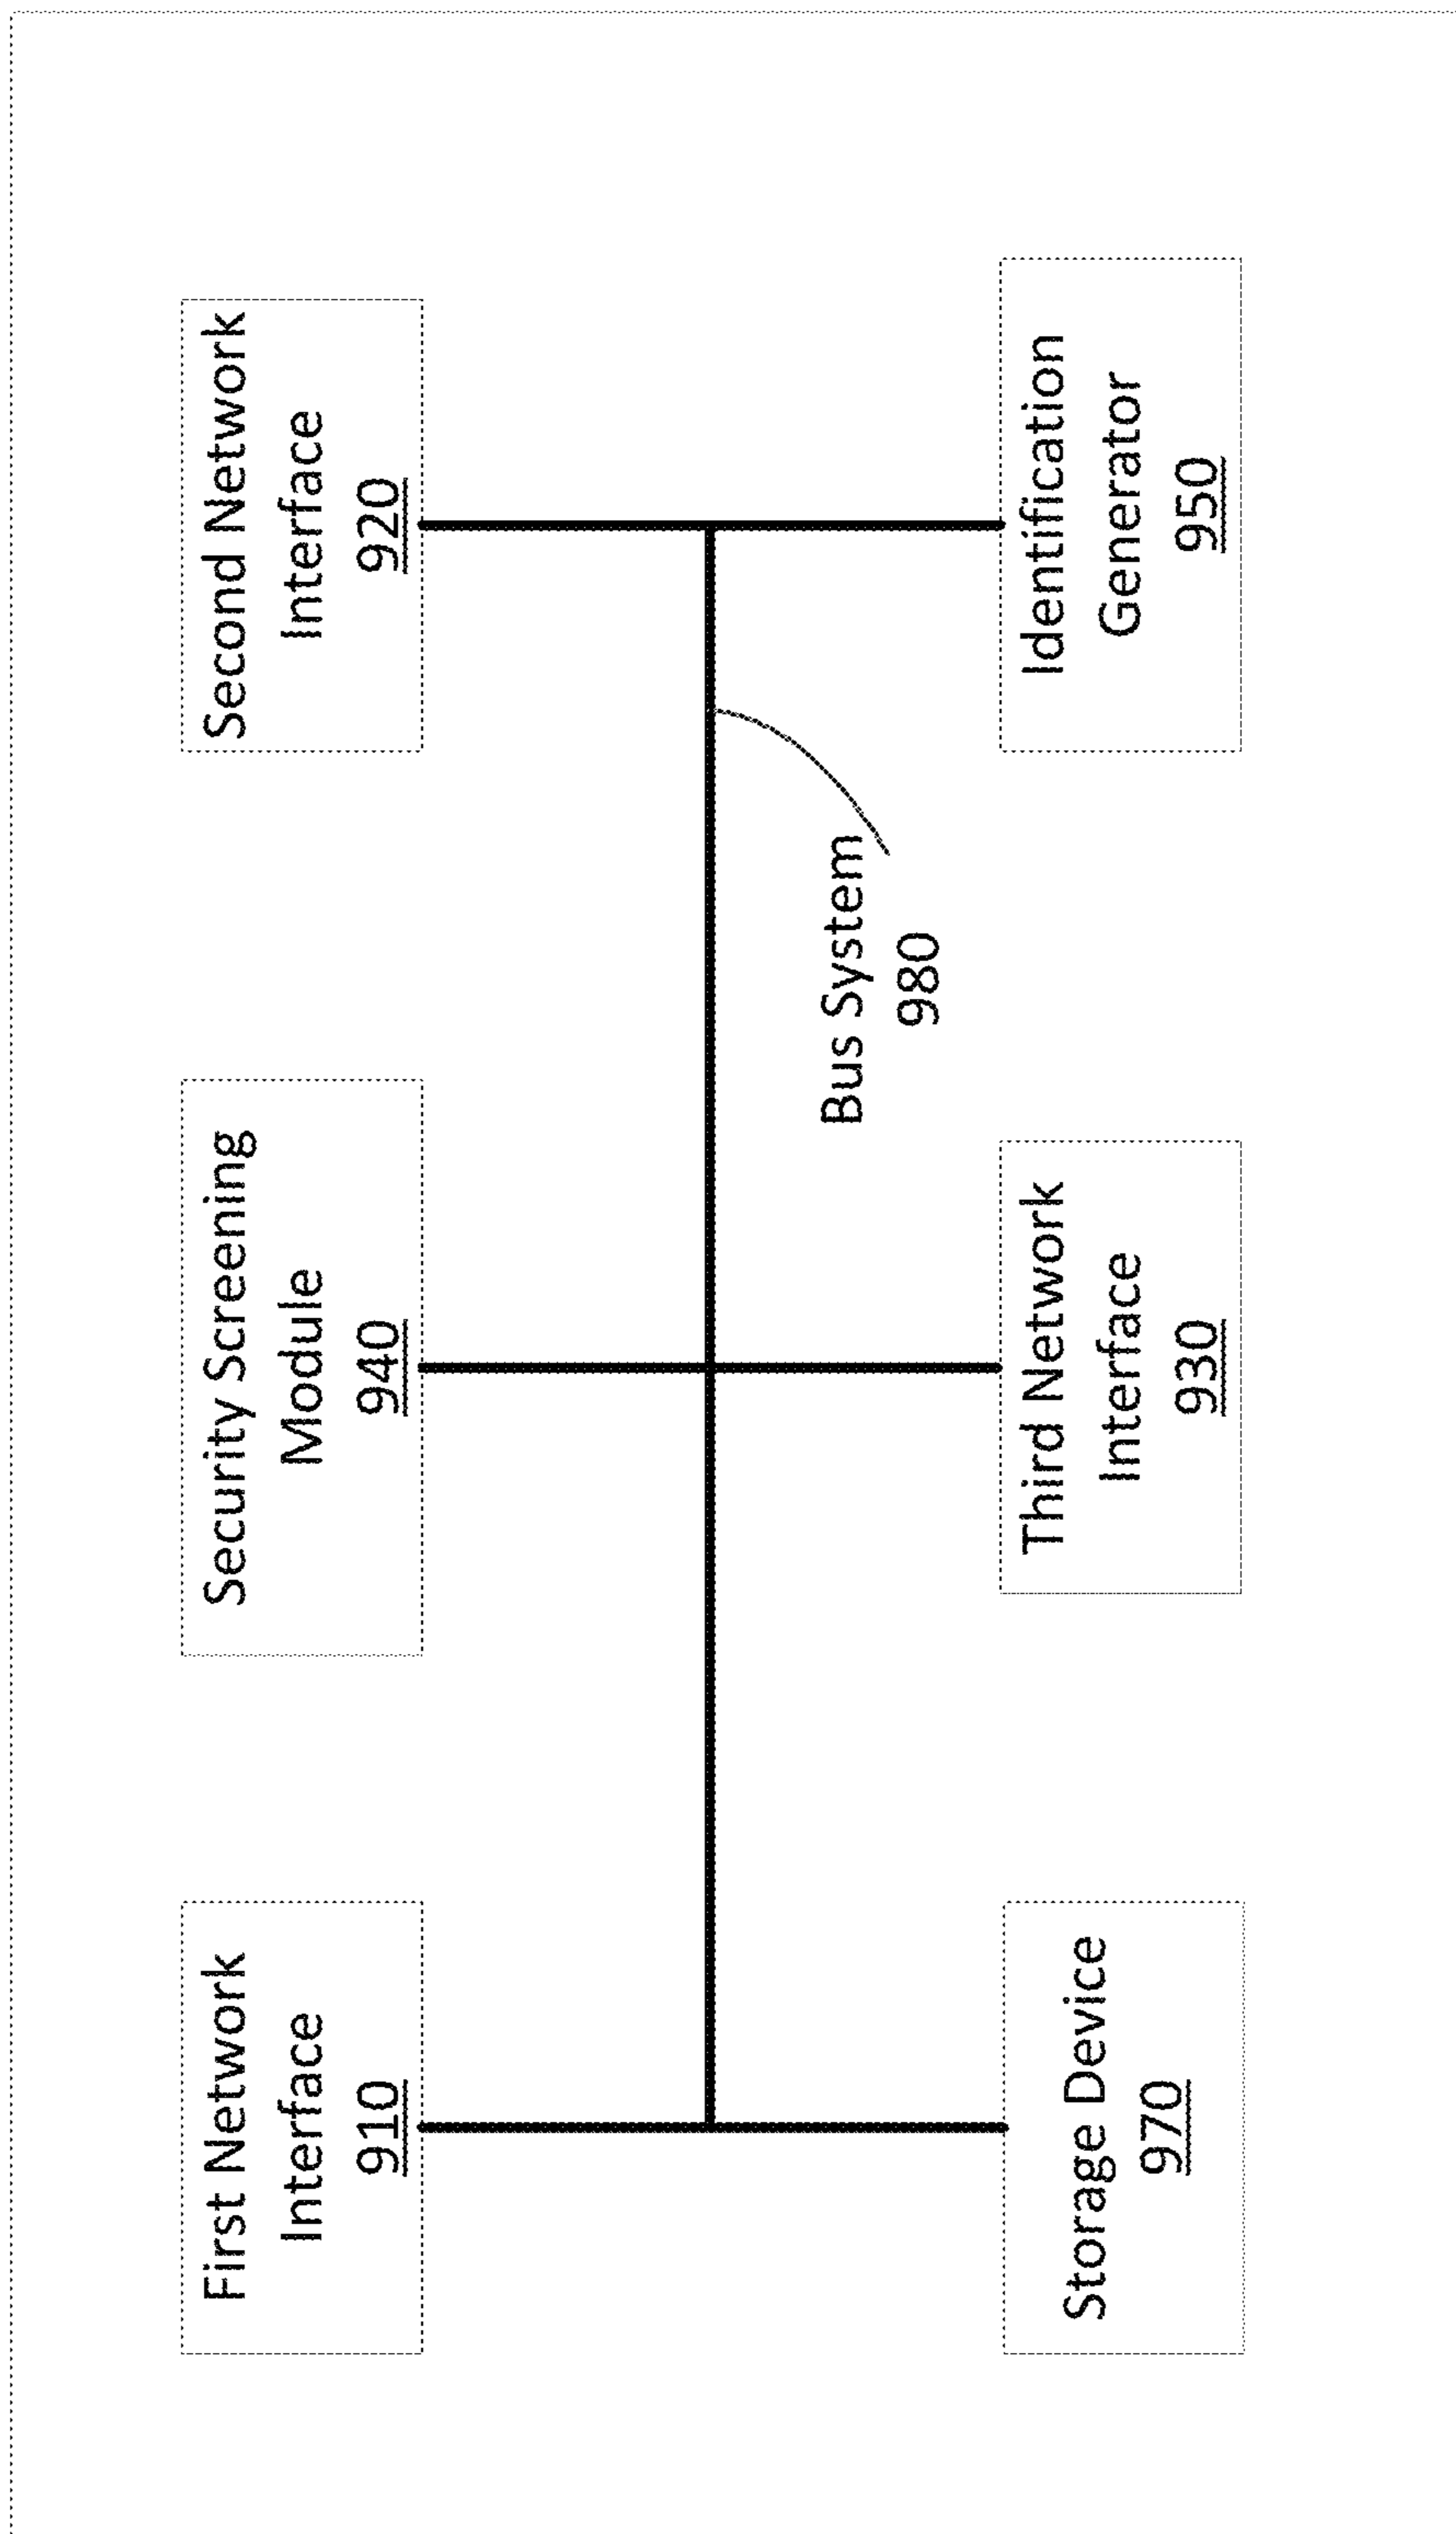 First Network
Interface
910
Security Screening
Module
940
Second Network
Interface
920
Bus System
980
Storage Device
970
Third Network
Interface
930
Identification
Generator
950